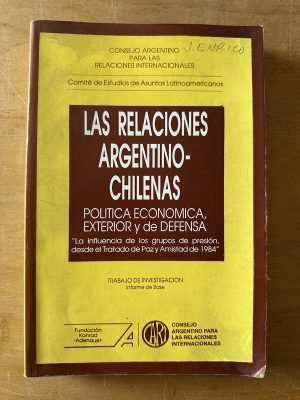 CONSEJO ARGENTINO
PARA LAS
RELACIONES INTERNACIONALES
J. ENRICO
Comité de Estudios de Asuntos Latinoamericanos
LAS RELACIONES
ARGENTINO-
CHILENAS
POLITICA ECONOMICA,
EXTERIOR y de DEFENSA
"La influencia de los grupos de presión,
desde el Tratado de Paz y Amistad de 1984"
TRABAJO DE INVESTIGACION
Informe de Base
Fundación
Konrad
-Adenauer-
A
CARI
CONSEJO
ARGENTINO PARA
LAS RELACIONES
INTERNACIONALES